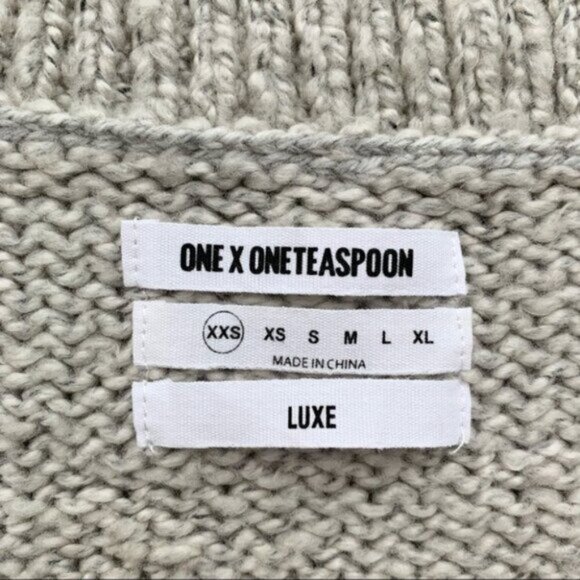 ONE X ONETEASPOON
XXS XS S M L XL
MADE IN CHINA
LUXE